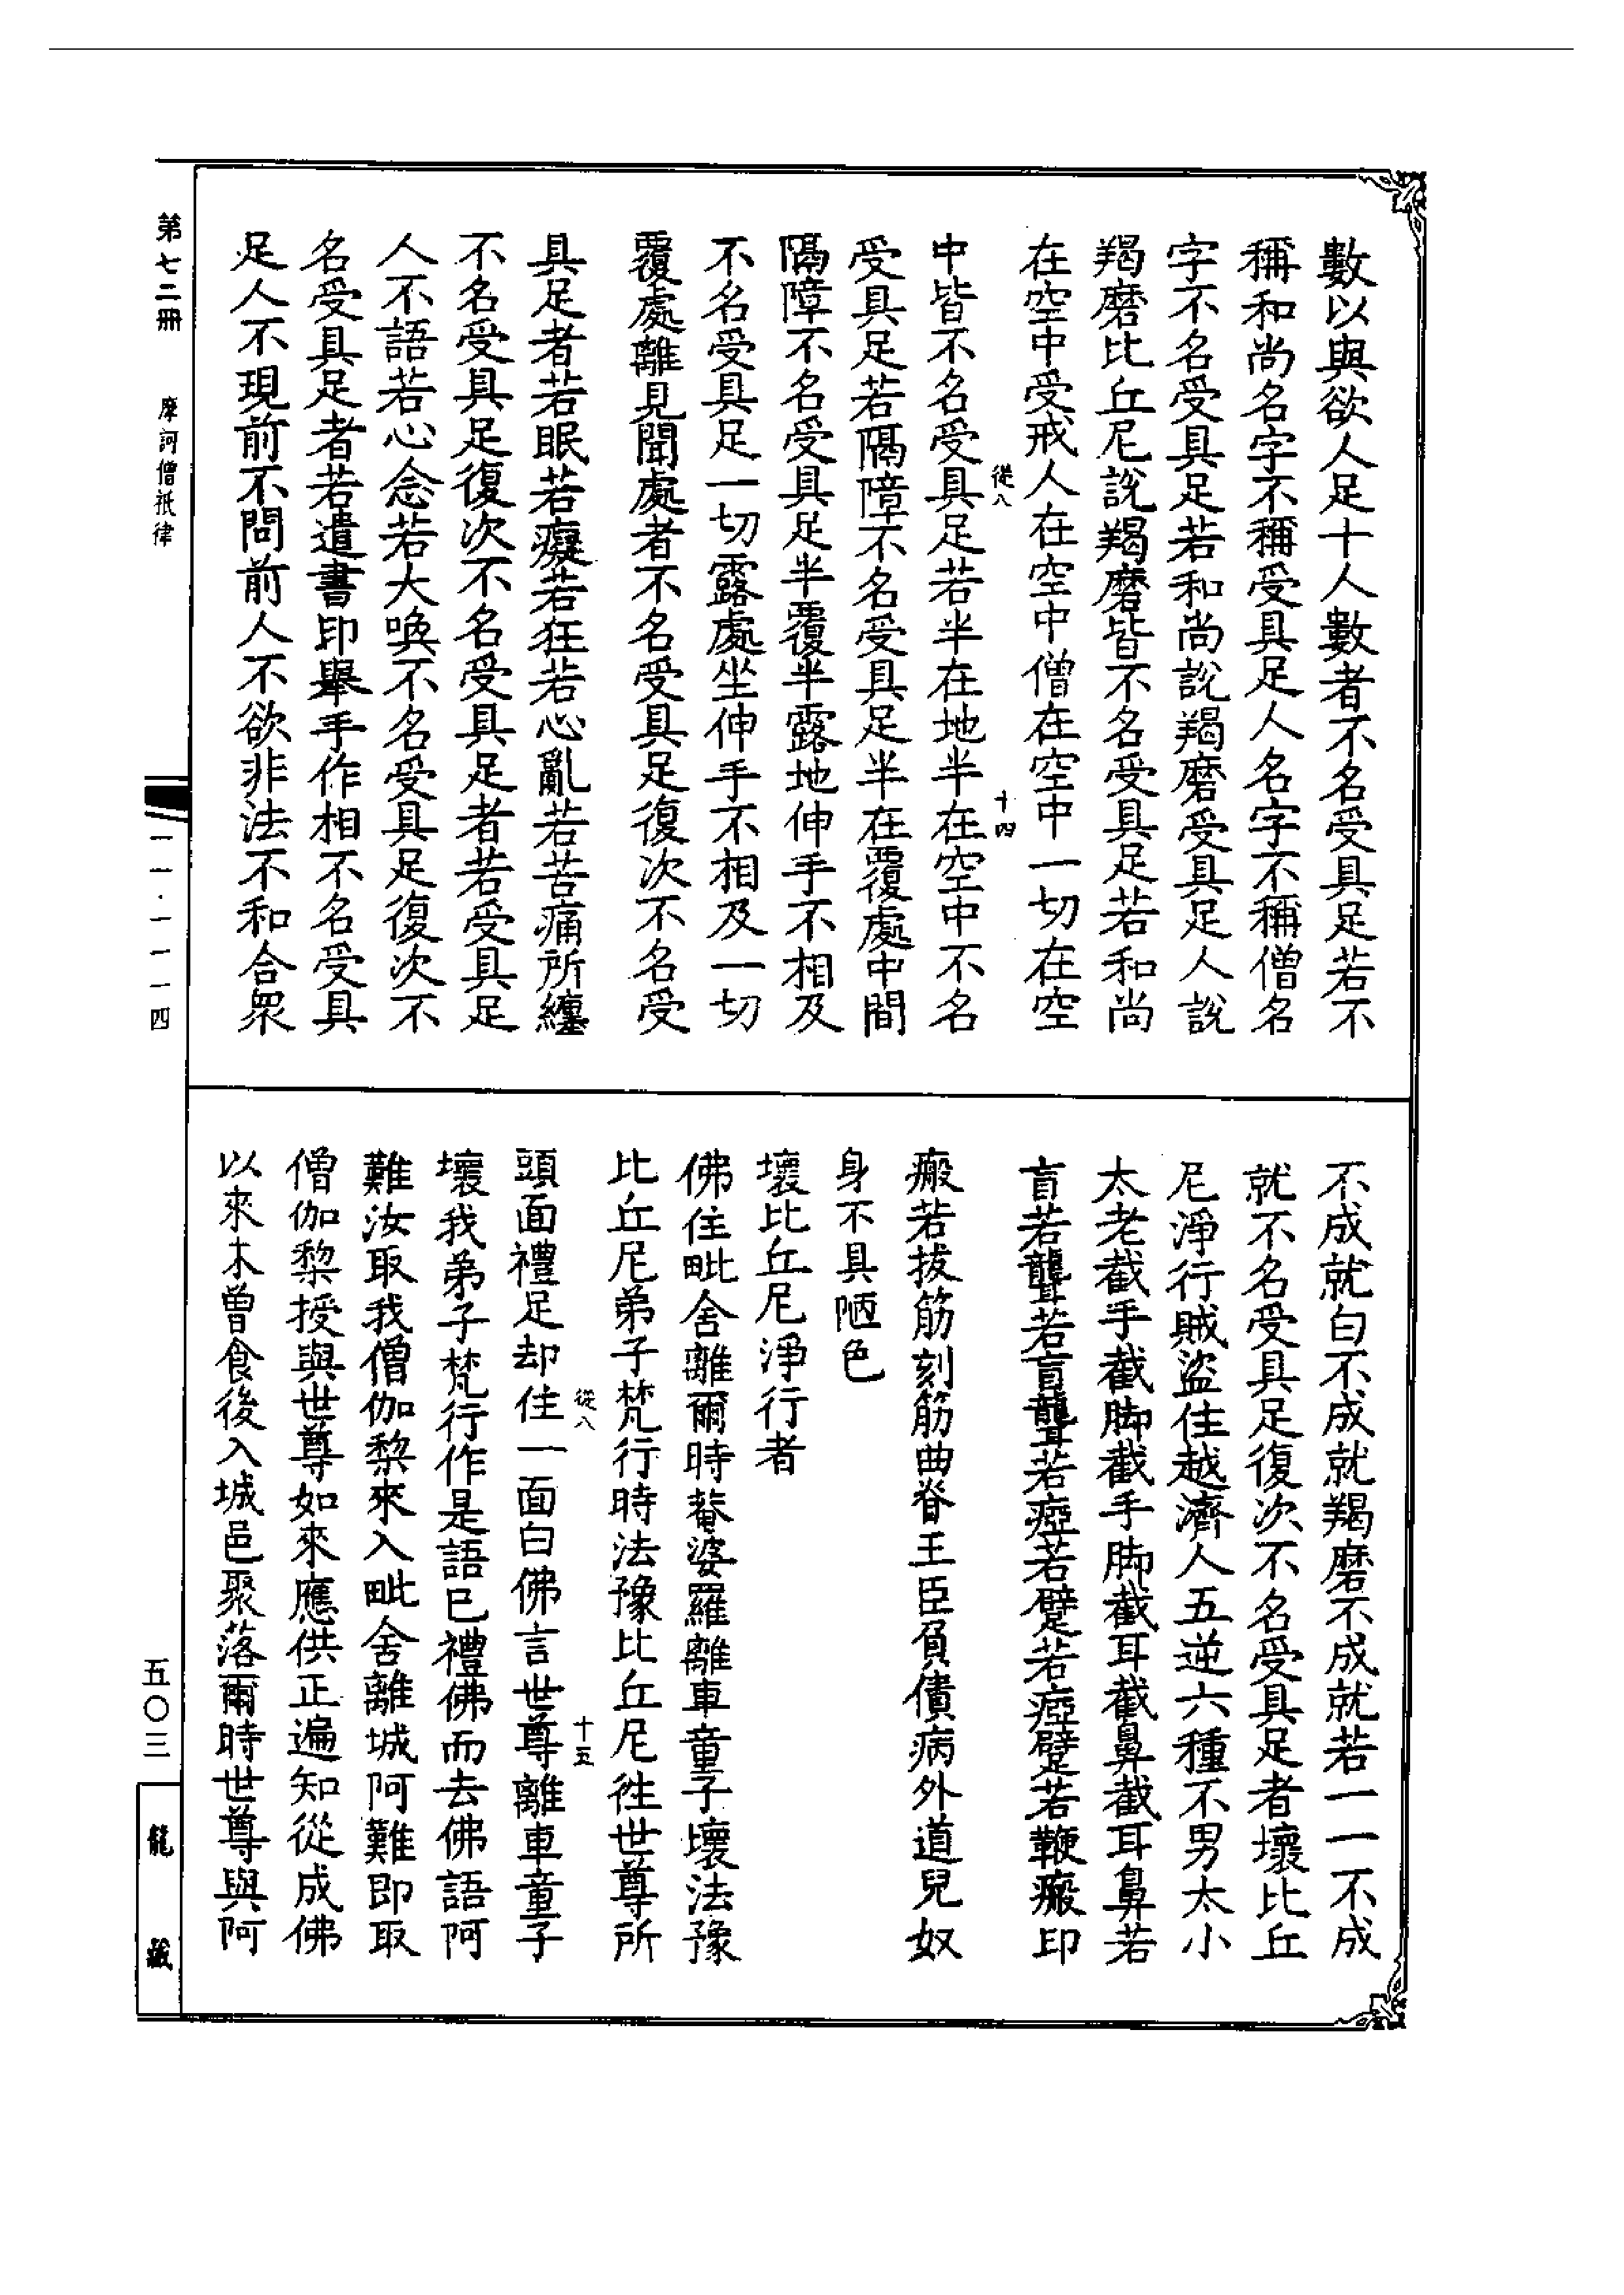 數以與欲人足十人數者不名受具足若不
稱和尚名字不稱受具足人名字不稱僧名
字不名受具足若和尚說羯磨受具足人說
羯磨比丘尼說羯磨皆不名受具足若和尚
在空中受戒人在空中僧在空中一切在空
從八
十四
中皆不名受具足若半在地半在空中不名
受具足若隔障不名受具足半在覆處中間
隔障不名受具足半覆半露地伸手不相及
不名受具足一切露處坐伸手不相及一切
覆處離見聞處者不名受具足復次不名受
具足者若眠若癡若狂若心亂若苦痛所纏
不名受具足復次不名受具足者若受具足
人不語若心念若大喚不名受具足復次不
名受具足者若遣書印舉手作相不名受具
足人不現前不問前人不欲非法不和合衆
不成就白不成就羯磨不成就若一一不成
就不名受具足復次不名受具足者壞比丘
尼淨行賊盜住越濟人五逆六種不男太小
太老截手截脚截手脚截耳截鼻截耳鼻若
盲若聾若盲聾若瘂若躄若瘂躄若鞭瘢印
瘢若拔筋刻筋曲脊王臣負債病外道兒奴
身不具陋色
壞比丘尼淨行者
佛住毗舍離爾時菴婆羅離車童子壞法豫
比丘尼弟子梵行時法豫比丘尼徃世尊所
從八
十五
頭面禮足却住一面白佛言世尊離車童子
壞我弟子梵行作是語已禮佛而去佛語阿
難汝取我僧伽黎來入毗舍離城阿難即取
僧伽黎授與世尊如來應供正遍知從成佛
以來未曾食後入城邑聚落爾時世尊與阿
第七二冊
摩訶僧祇律
一一·一一一四
五〇三
龍藏